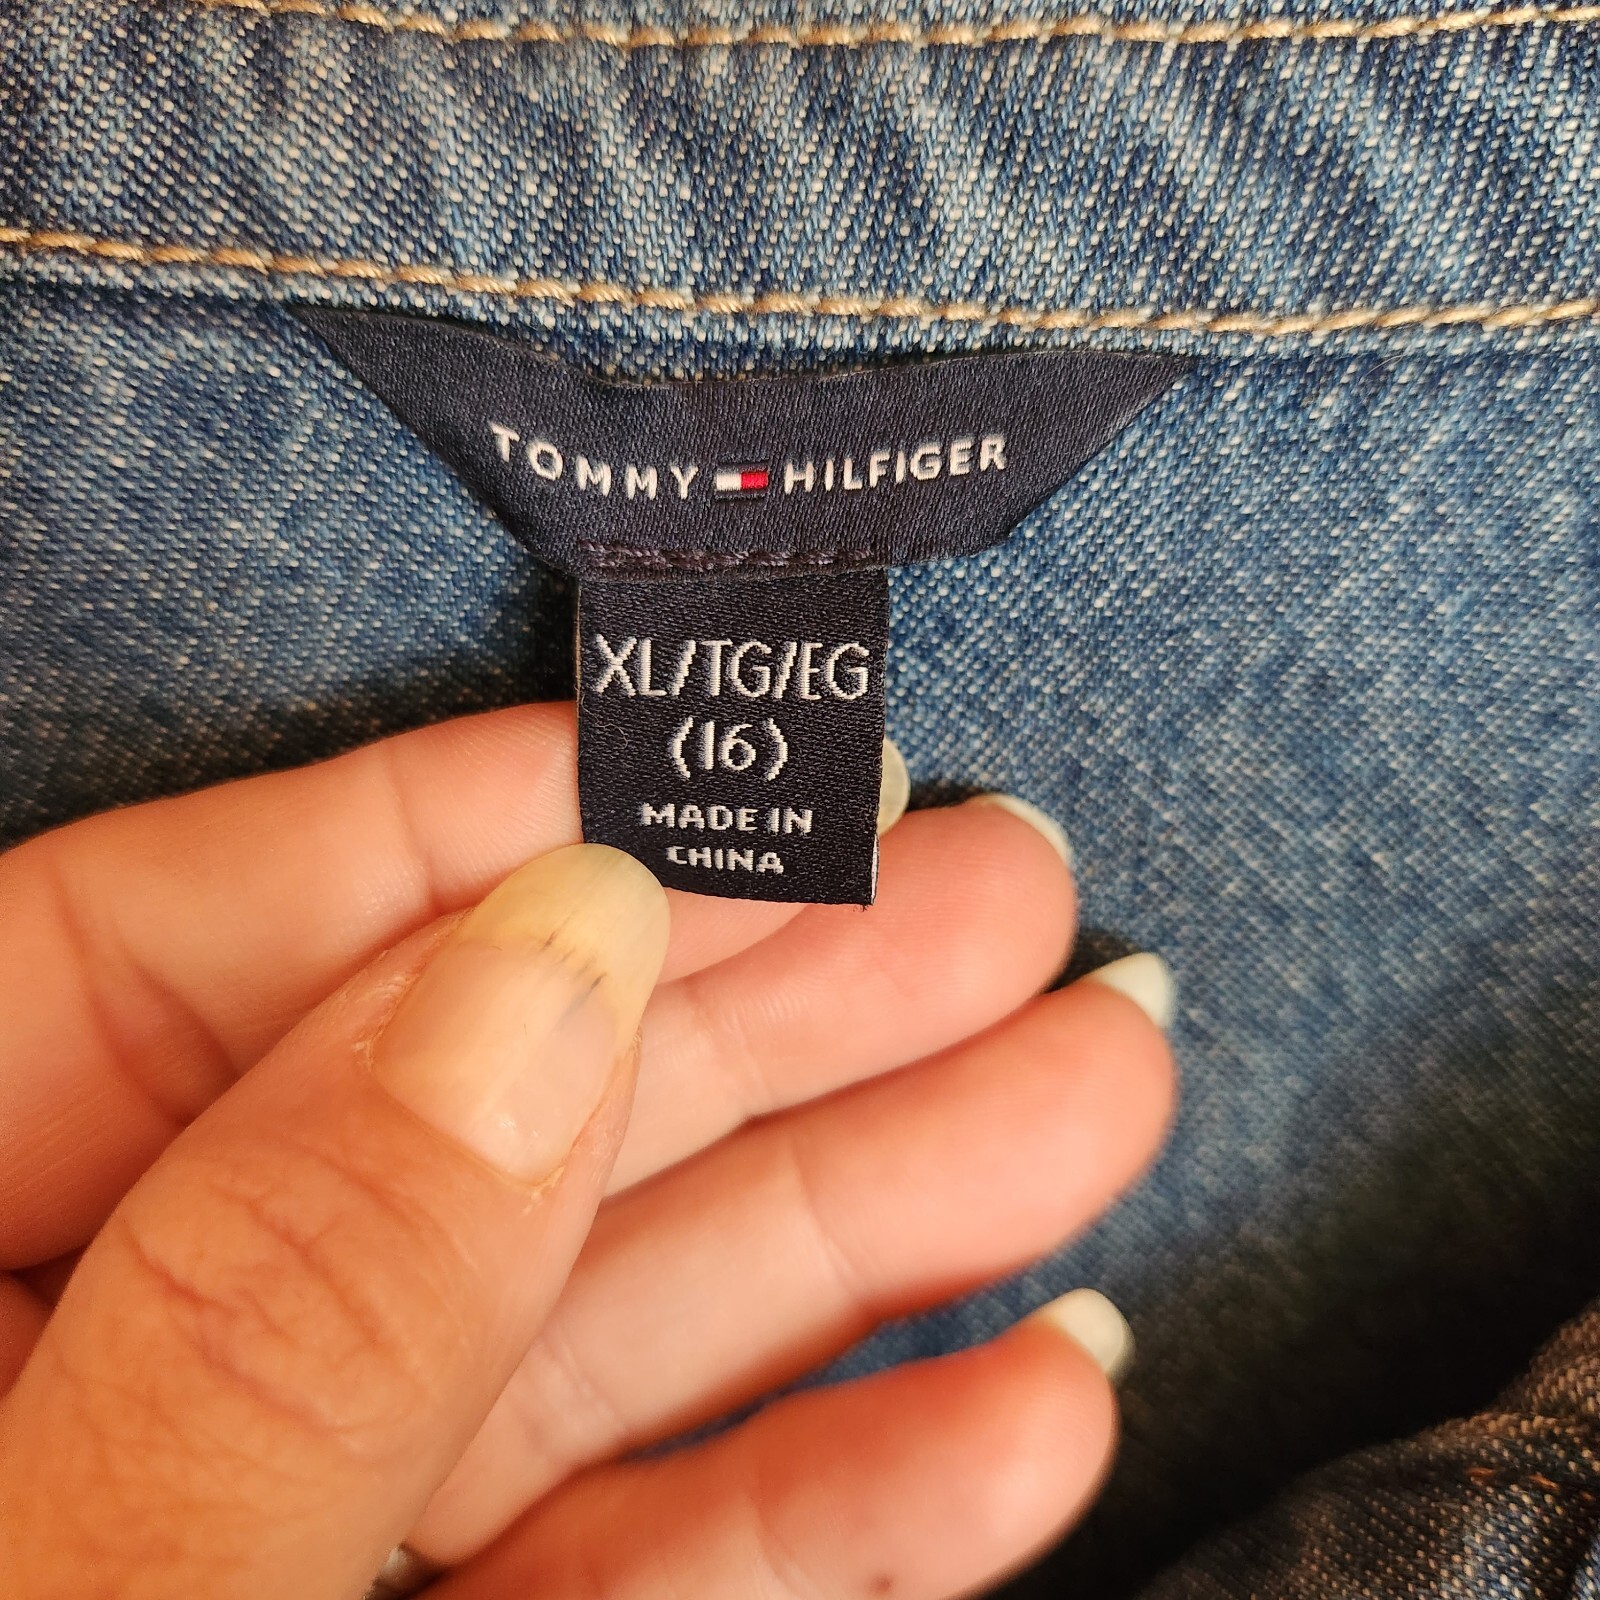 TOMMY HILFIGER
XL/TG/EG
(16)
MADE IN
CHINA